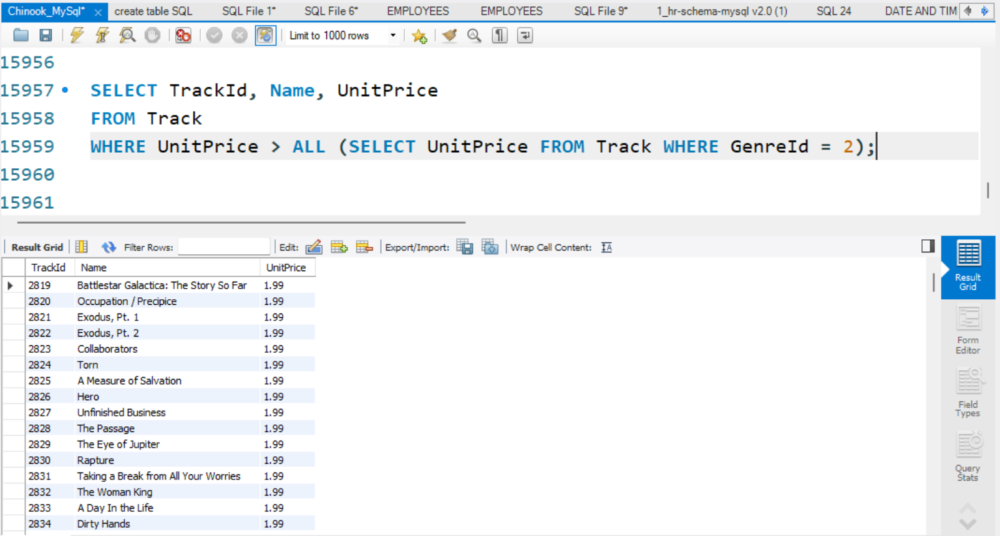 Chinook_MySql* × create table SQL SQL File 1* SQL File 6* EMPLOYEES EMPLOYEES SQL File 9* 1_hr-schema-mysql v2.0 (1) SQL 24 DATE AND TIM
Limit to 1000 rows
15956
15957 SELECT TrackId, Name, UnitPrice
15958 FROM Track
15959 WHERE UnitPrice > ALL (SELECT UnitPrice FROM Track WHERE GenreId = 2);
15960
15961
Result Grid Filter Rows: Edit: Export/Import: Wrap Cell Content:
TrackId Name UnitPrice
2819 Battlestar Galactica: The Story So Far 1.99
2820 Occupation / Precipice 1.99
2821 Exodus, Pt. 1 1.99
2822 Exodus, Pt. 2 1.99
2823 Collaborators 1.99
2824 Torn 1.99
2825 A Measure of Salvation 1.99
2826 Hero 1.99
2827 Unfinished Business 1.99
2828 The Passage 1.99
2829 The Eye of Jupiter 1.99
2830 Rapture 1.99
2831 Taking a Break from All Your Worries 1.99
2832 The Woman King 1.99
2833 A Day In the Life 1.99
2834 Dirty Hands 1.99
Result
Grid
Form
Editor
Field
Types
Query
Stats